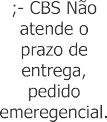 ;- CBS Não
atende o
prazo de
entrega,
pedido
emeregencial.